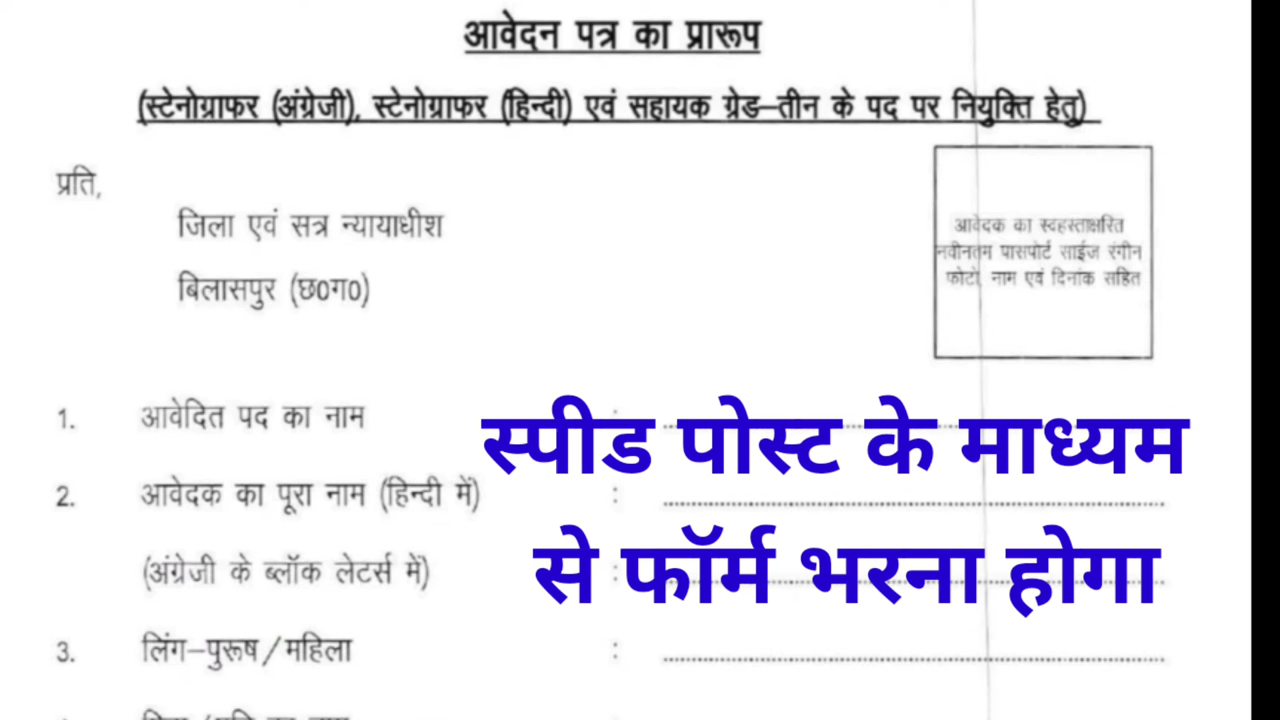 आवेदन पत्र का प्रारूप
(स्टेनोग्राफर (अंग्रेजी), स्टेनोग्राफर (हिन्दी) एवं सहायक ग्रेड–तीन के पद पर नियुक्ति हेतु)
प्रति,
जिला एवं सत्र न्यायाधीश
बिलासपुर (छ0ग0)
आवेदक का स्वहस्ताक्षरित
नवीनतम पासपोर्ट साईज रंगीन
फोटो, नाम एवं दिनांक सहित
1. आवेदित पद का नाम :
स्पीड पोस्ट के माध्यम
2. आवेदक का पूरा नाम (हिन्दी में) :
(अंग्रेजी के ब्लॉक लेटर्स में) :
से फॉर्म भरना होगा
3. लिंग–पुरूष/महिला :